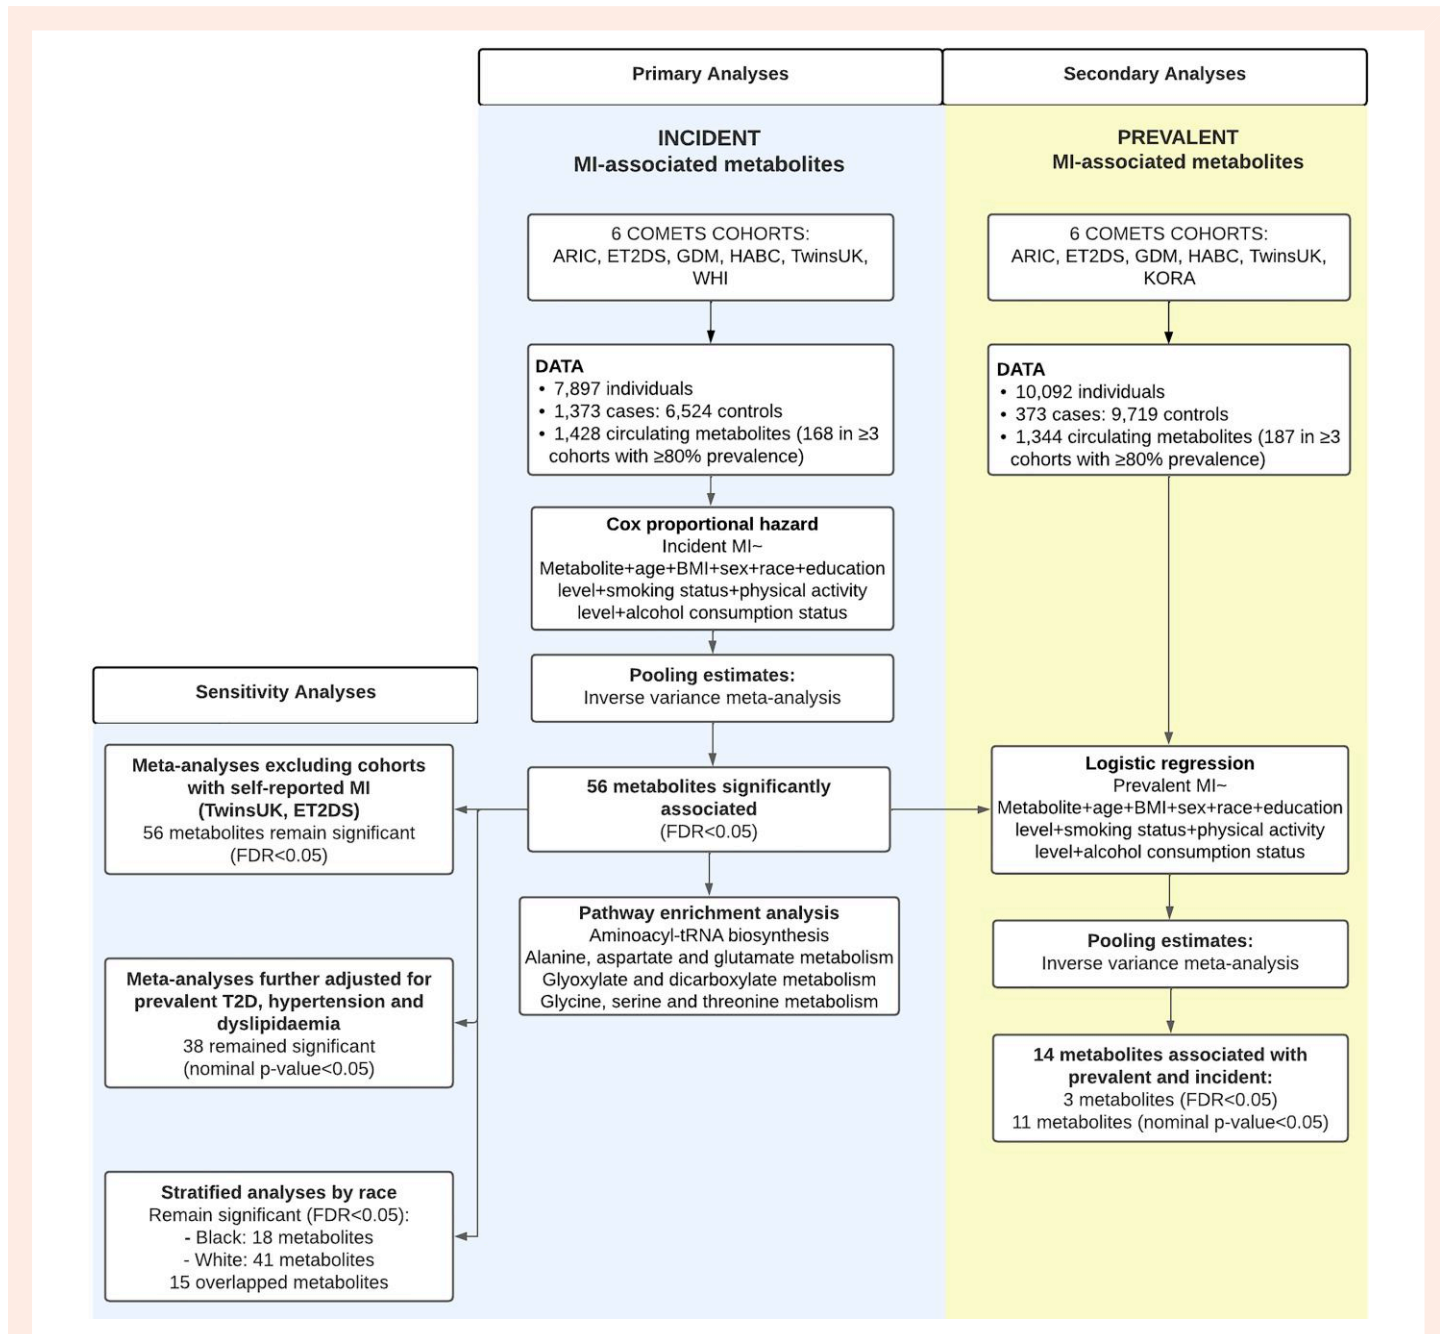 Primary Analyses
Secondary Analyses
INCIDENT
MI-associated metabolites
PREVALENT
MI-associated metabolites
6 COMETS COHORTS:
ARIC, ET2DS, GDM, HABC, TwinsUK,
WHI
6 COMETS COHORTS:
ARIC, ET2DS, GDM, HABC, TwinsUK,
KORA
DATA
• 7,897 individuals
• 1,373 cases: 6,524 controls
• 1,428 circulating metabolites (168 in ≥3
cohorts with ≥80% prevalence)
DATA
• 10,092 individuals
• 373 cases: 9,719 controls
• 1,344 circulating metabolites (187 in ≥3
cohorts with ≥80% prevalence)
Cox proportional hazard
Incident MI~
Metabolite+age+BMI+sex+race+education
level+smoking status+physical activity
level+alcohol consumption status
Pooling estimates:
Inverse variance meta-analysis
Sensitivity Analyses
Meta-analyses excluding cohorts
with self-reported MI
(TwinsUK, ET2DS)
56 metabolites remain significant
(FDR<0.05)
56 metabolites significantly
associated
(FDR<0.05)
Logistic regression
Prevalent MI~
Metabolite+age+BMI+sex+race+education
level+smoking status+physical activity
level+alcohol consumption status
Pathway enrichment analysis
Aminoacyl-tRNA biosynthesis
Alanine, aspartate and glutamate metabolism
Glyoxylate and dicarboxylate metabolism
Glycine, serine and threonine metabolism
Pooling estimates:
Inverse variance meta-analysis
Meta-analyses further adjusted for
prevalent T2D, hypertension and
dyslipidaemia
38 remained significant
(nominal p-value<0.05)
14 metabolites associated with
prevalent and incident:
3 metabolites (FDR<0.05)
11 metabolites (nominal p-value<0.05)
Stratified analyses by race
Remain significant (FDR<0.05):
- Black: 18 metabolites
- White: 41 metabolites
15 overlapped metabolites